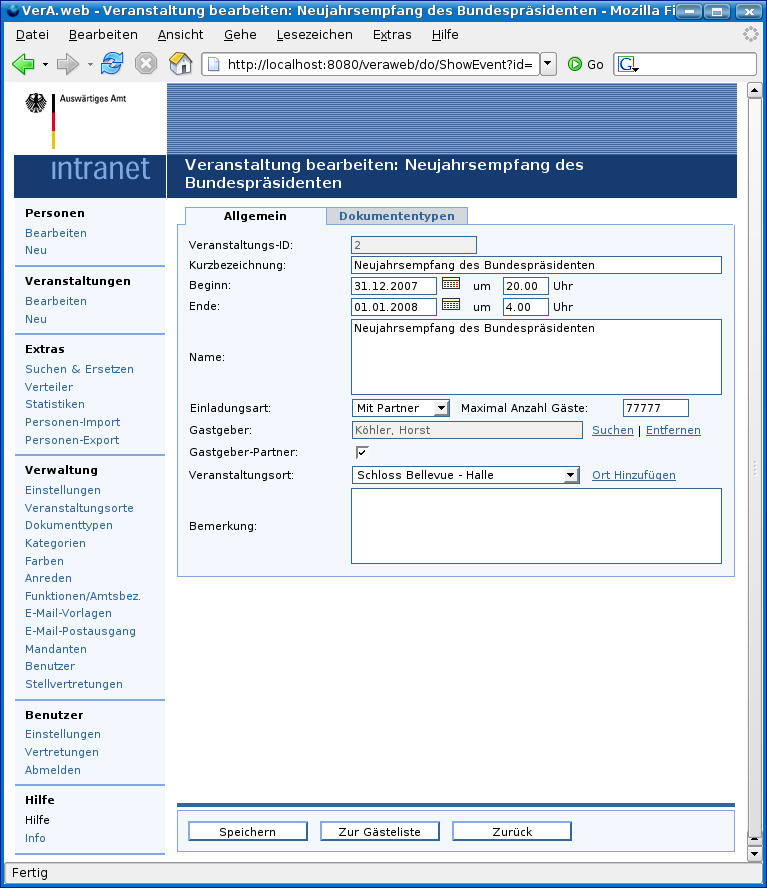 VerA.web - Veranstaltung bearbeiten: Neujahrsempfang des Bundespräsidenten - Mozilla Fi
Datei Bearbeiten Ansicht Gehe Lesezeichen Extras Hilfe
http://localhost:8080/veraweb/do/ShowEvent?id= Go G
Auswärtiges Amt
intranet
Veranstaltung bearbeiten: Neujahrsempfang des
Bundespräsidenten
Personen
Bearbeiten
Neu
Veranstaltungen
Bearbeiten
Neu
Extras
Suchen & Ersetzen
Verteiler
Statistiken
Personen-Import
Personen-Export
Verwaltung
Einstellungen
Veranstaltungsorte
Dokumenttypen
Kategorien
Farben
Anreden
Funktionen/Amtsbez.
E-Mail-Vorlagen
E-Mail-Postausgang
Mandanten
Benutzer
Stellvertretungen
Benutzer
Einstellungen
Vertretungen
Abmelden
Hilfe
Hilfe
Info
Allgemein Dokumententypen
Veranstaltungs-ID: 2
Kurzbezeichnung: Neujahrsempfang des Bundespräsidenten
Beginn: 31.12.2007 um 20.00 Uhr
Ende: 01.01.2008 um 4.00 Uhr
Name: Neujahrsempfang des Bundespräsidenten
Einladungsart: Mit Partner Maximal Anzahl Gäste: 77777
Gastgeber: Köhler, Horst Suchen | Entfernen
Gastgeber-Partner:
Veranstaltungsort: Schloss Bellevue - Halle Ort Hinzufügen
Bemerkung:
Speichern Zur Gästeliste Zurück
Fertig